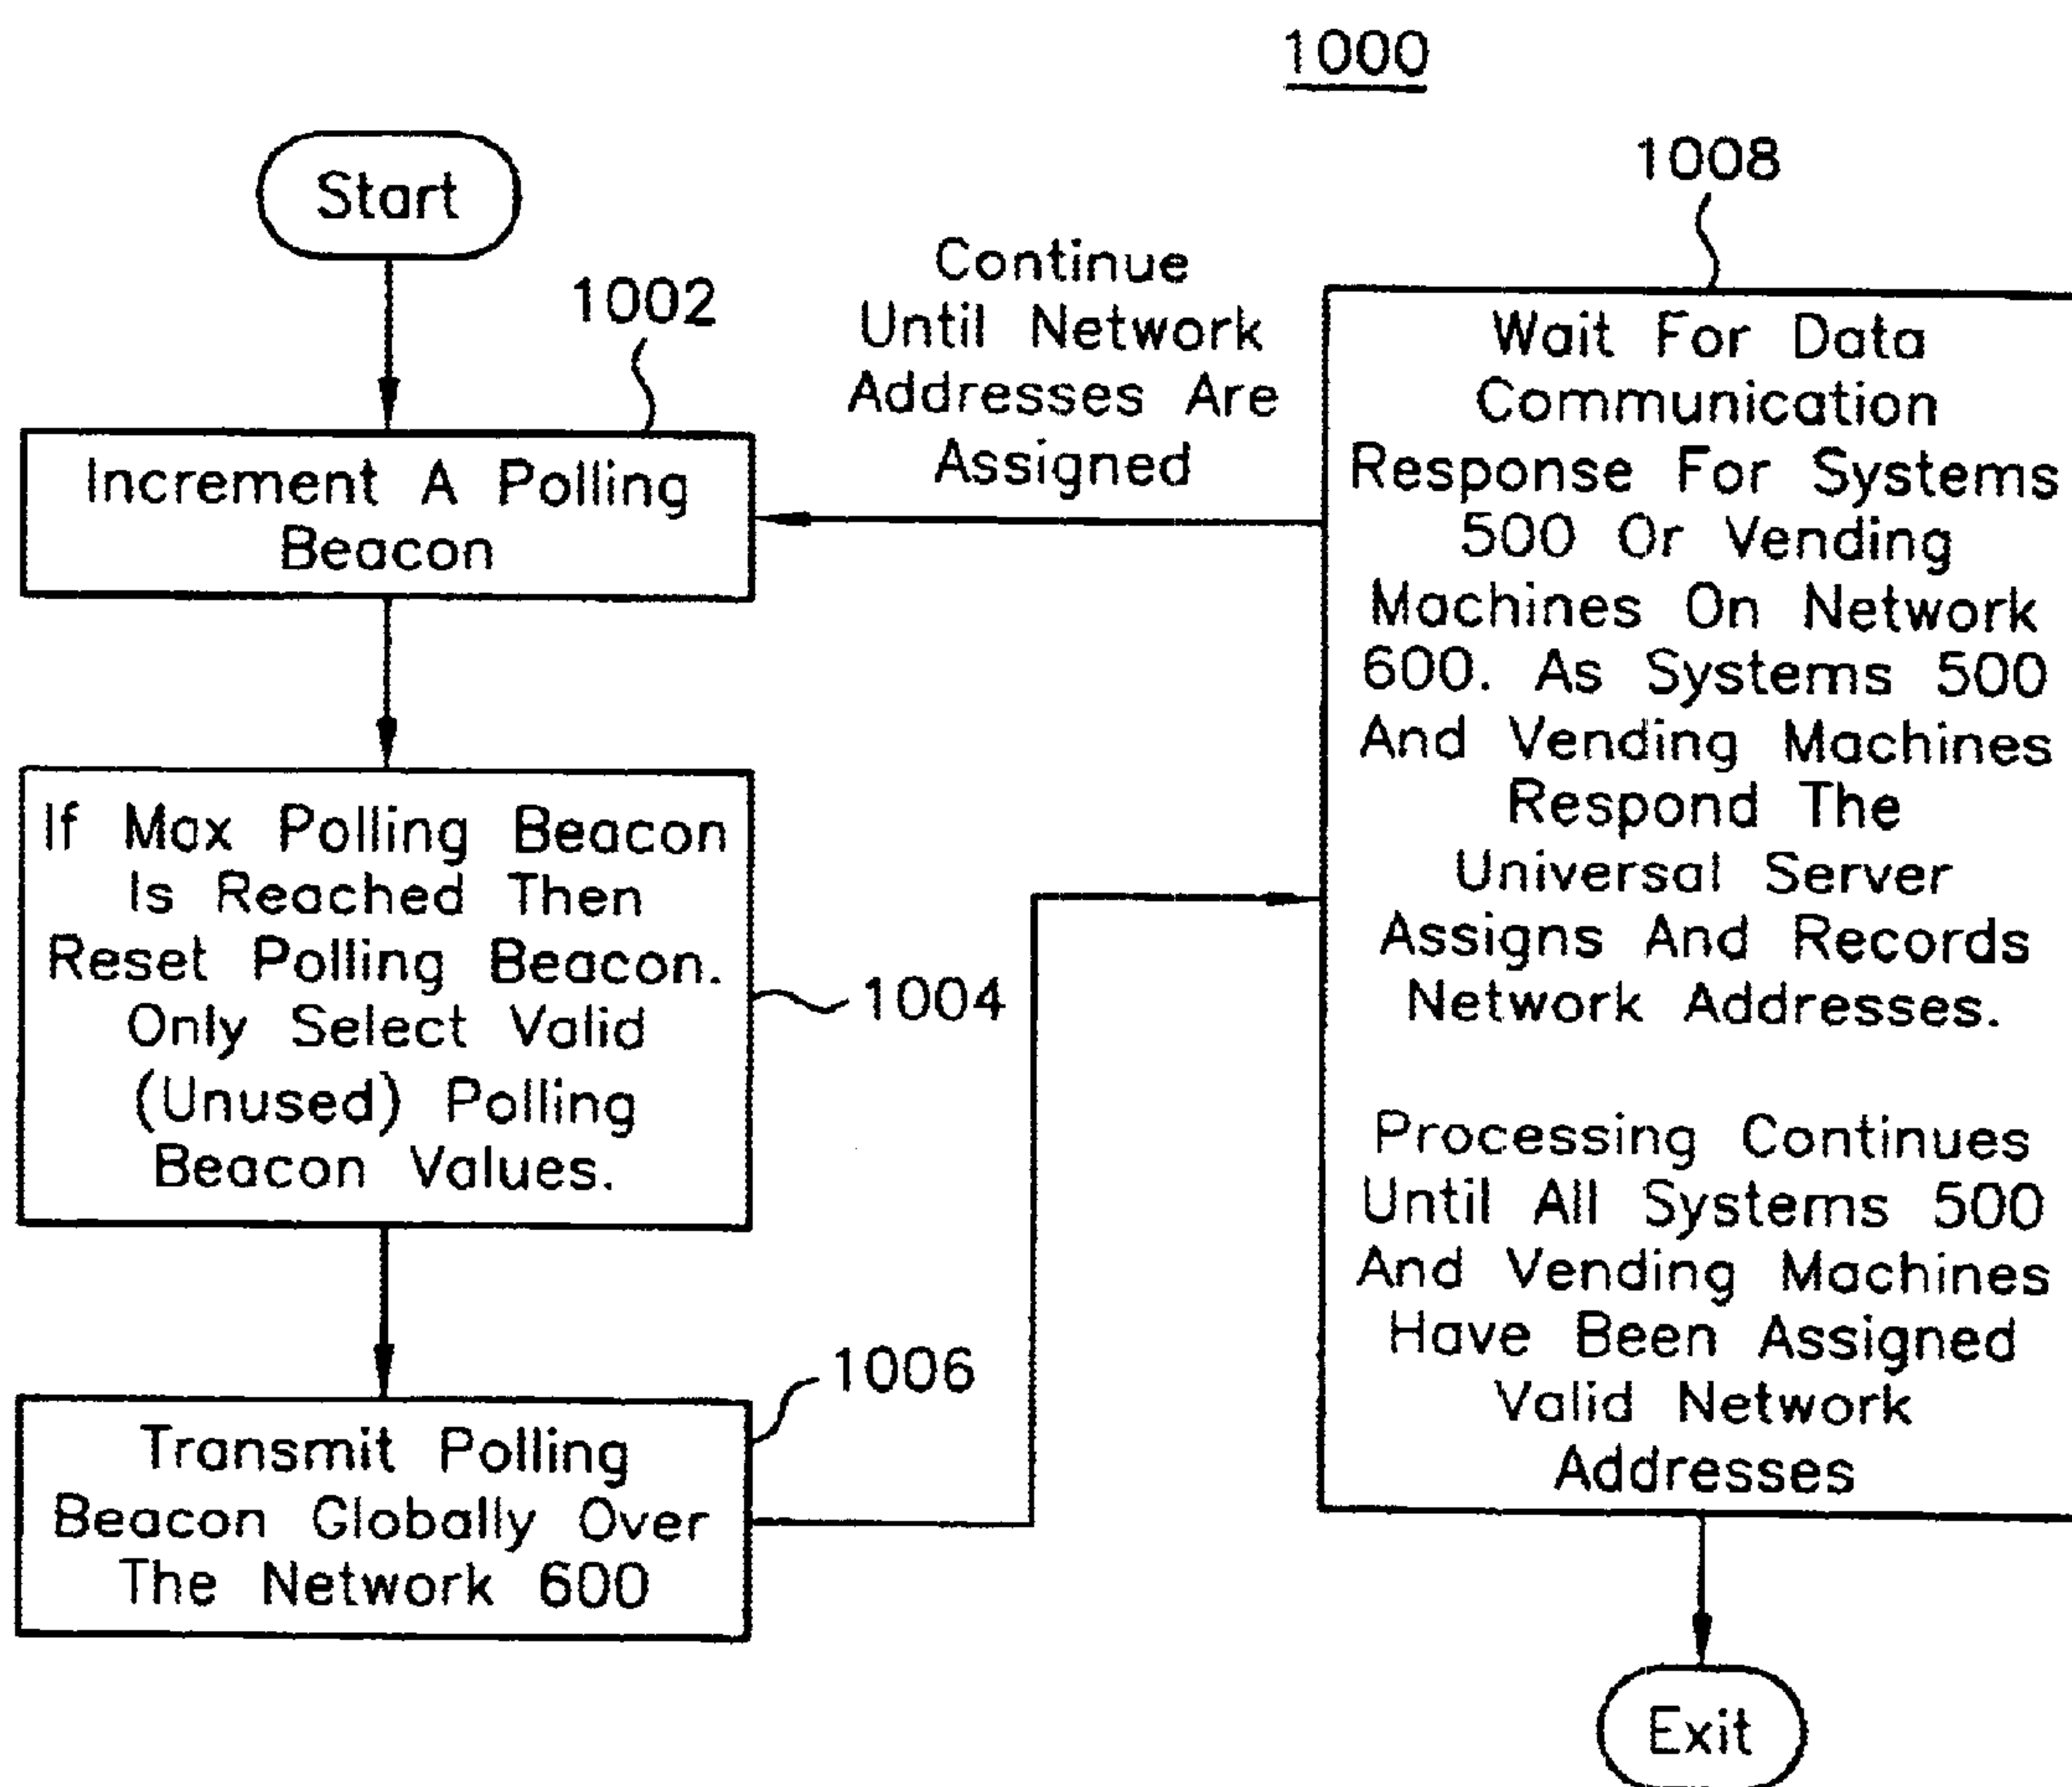 1000
Start
1002
Increment A Polling
Beacon
If Max Polling Beacon
Is Reached Then
Reset Polling Beacon.
Only Select Valid
(Unused) Polling
Beacon Values.
1004
1006
Transmit Polling
Beacon Globally Over
The Network 600
Continue
Until Network
Addresses Are
Assigned
1008
Wait For Data
Communication
Response For Systems
500 Or Vending
Machines On Network
600. As Systems 500
And Vending Machines
Respond The
Universal Server
Assigns And Records
Network Addresses.
Processing Continues
Until All Systems 500
And Vending Machines
Have Been Assigned
Valid Network
Addresses
Exit